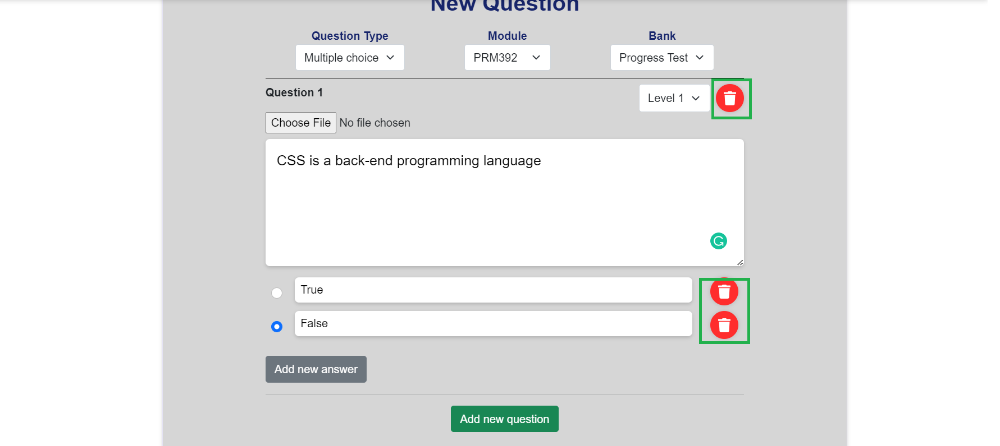 New Question
Question Type Module Bank
Multiple choice PRM392 Progress Test
Question 1
Level 1
Choose File No file chosen
CSS is a back-end programming language
True
False
Add new answer
Add new question